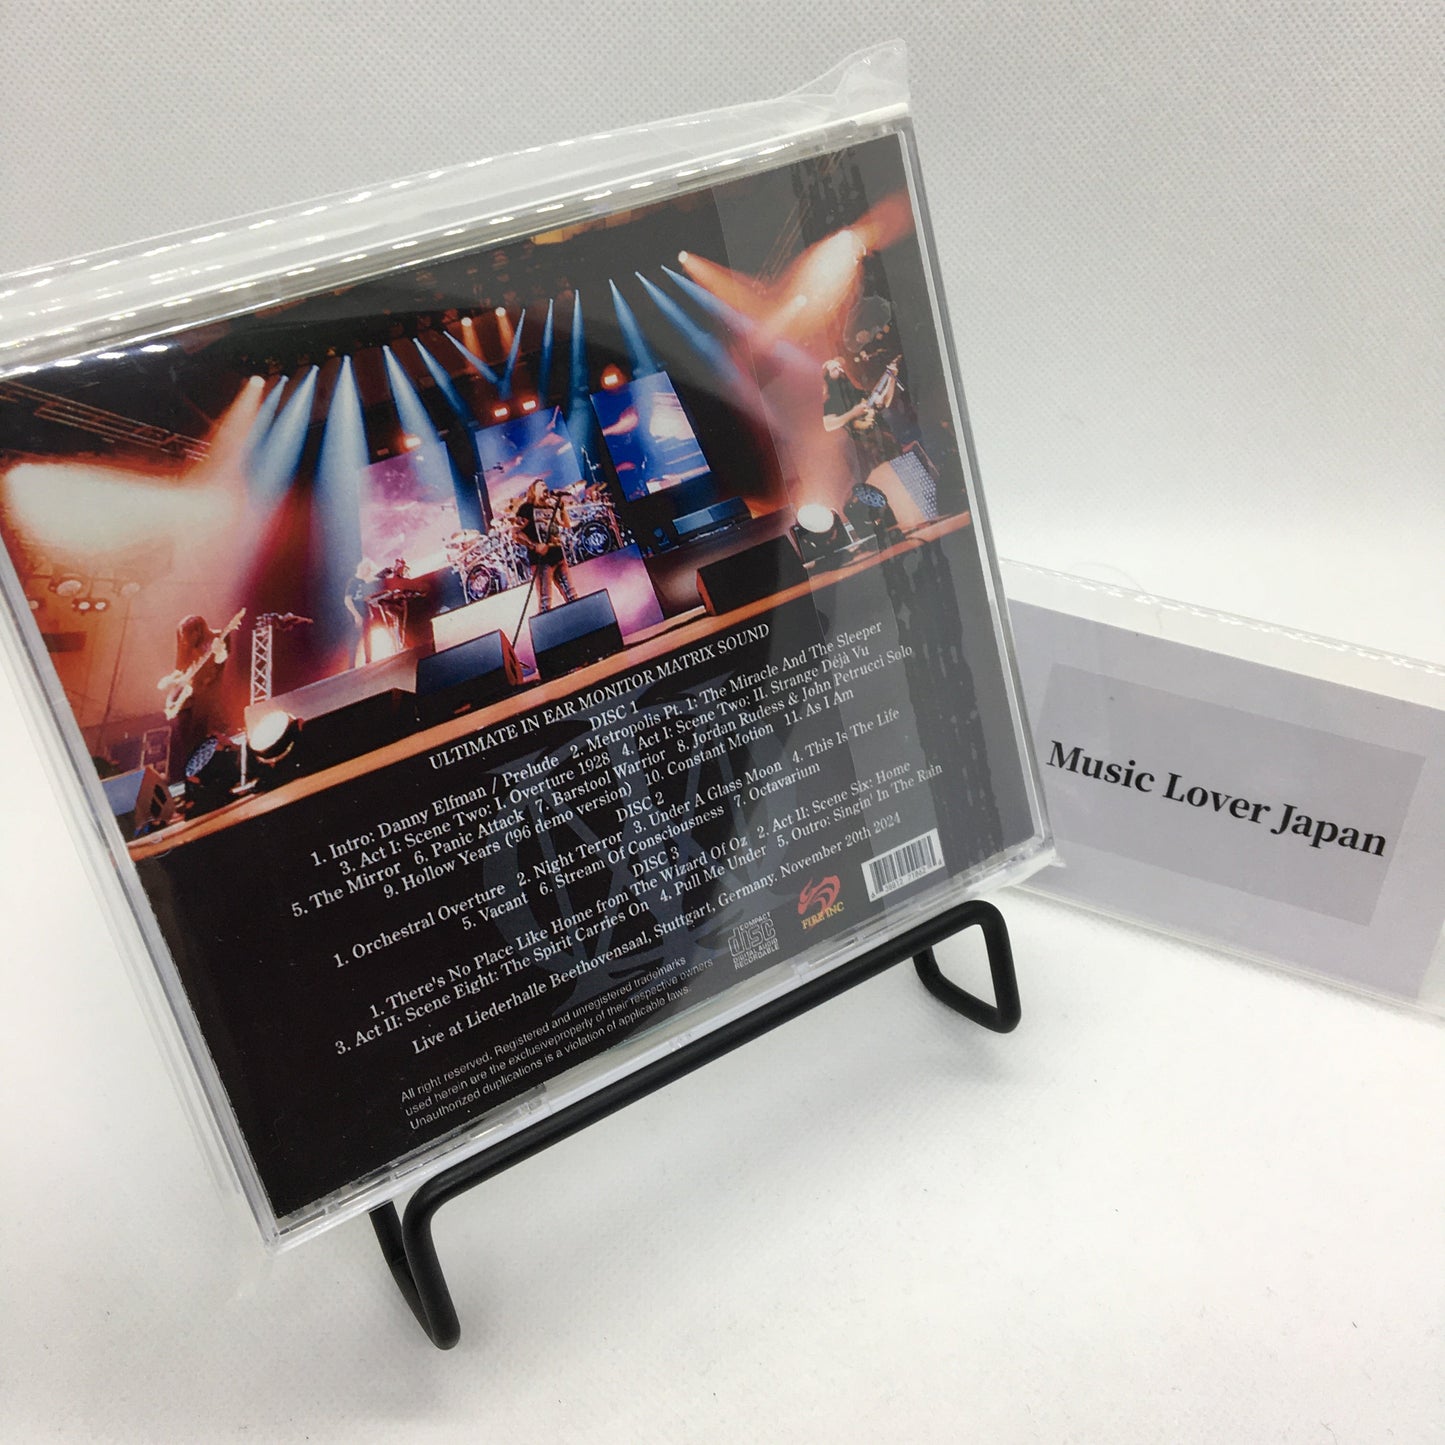 ULTIMATE IN EAR MONITOR MATRIX SOUND
DISC 1
1. Intro: Danny Elfman / Prelude 2. Metropolis Pt. 1: The Miracle And The Sleeper
3. Act I: Scene Two: I. Overture 1928 4. Act I: Scene Two: II. Strange Déjà Vu
5. The Mirror 6. Panic Attack 7. Barstool Warrior 8. Jordan Rudess & John Petrucci Solo
9. Hollow Years ('96 demo version) 10. Constant Motion 11. As I Am
DISC 2
1. Orchestral Overture 2. Night Terror 3. Under A Glass Moon 4. This Is The Life
5. Vacant 6. Stream Of Consciousness 7. Octavarium
DISC 3
1. There's No Place Like Home from The Wizard Of Oz 2. Act II: Scene Six: Home
3. Act II: Scene Eight: The Spirit Carries On 4. Pull Me Under 5. Outro: Singin' In The Rain
Live at Liederhalle Beethovensaal, Stuttgart, Germany. November 20th 2024
All right reserved. Registered and unregistered trademarks
used herein are the exclusiveproperly of their respective owners
Unauthorized duplications is a violation of applicable laws.
COMPACT
DISC
DIGITAL AUDIO
RECORDABLE
FIRE INC
Music Lover Japan